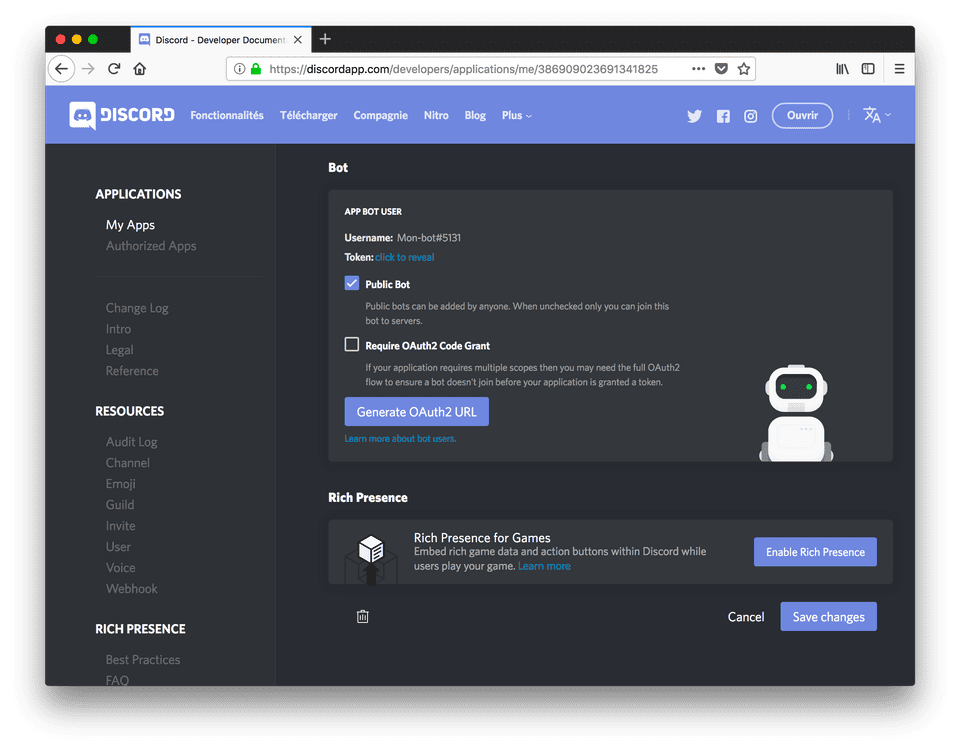 Discord - Developer Document
https://discordapp.com/developers/applications/me/386909023691341825
DISCORD Fonctionnalités Télécharger Compagnie Nitro Blog Plus Ouvrir
APPLICATIONS
My Apps
Authorized Apps
Change Log
Intro
Legal
Reference
RESOURCES
Audit Log
Channel
Emoji
Guild
Invite
User
Voice
Webhook
RICH PRESENCE
Best Practices
FAQ
Bot
APP BOT USER
Username: Mon-bot#5131
Token: click to reveal
Public Bot
Public bots can be added by anyone. When unchecked only you can join this
bot to servers.
Require OAuth2 Code Grant
If your application requires multiple scopes then you may need the full OAuth2
flow to ensure a bot doesn't join before your application is granted a token.
Generate OAuth2 URL
Learn more about bot users.
Rich Presence
Rich Presence for Games
Embed rich game data and action buttons within Discord while
users play your game. Learn more
Enable Rich Presence
Cancel Save changes